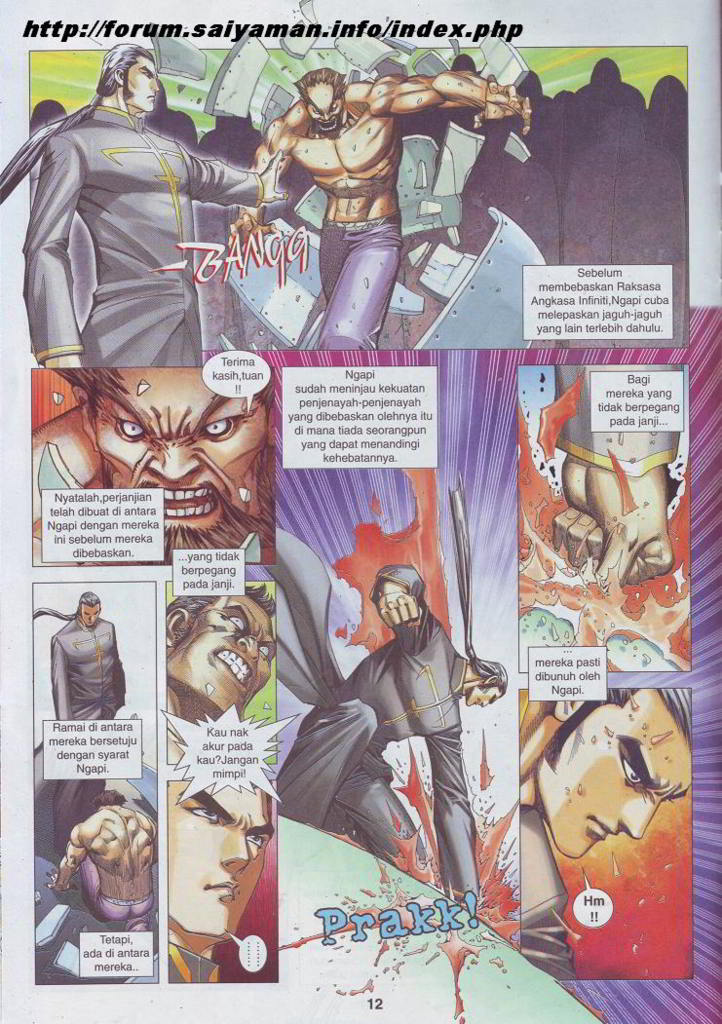 http://forum.saiyaman.info/index.php
BANGG
Sebelum
membebaskan Raksasa
Angkasa Infiniti,Ngapi cuba
melepaskan jaguh-jaguh
yang lain terlebih dahulu.
Terima
kasih,tuan
!!
Nyatalah,perjanjian
telah dibuat di antara
Ngapi dengan mereka
ini sebelum mereka
dibebaskan.
Ngapi
sudah meninjau kekuatan
penjenayah-penjenayah
yang dibebaskan olehnya itu
di mana tiada seorangpun
yang dapat menandingi
kehebatannya.
Ramai di antara
mereka bersetuju
dengan syarat
Ngapi.
Tetapi,
ada di antara
mereka..
...yang tidak
berpegang
pada janji.
Kau nak
akur pada
kau?Jangan
mimpi!
......
Bagi
mereka yang
tidak berpegang
pada janji...
Prakk!
...
mereka pasti
dibunuh oleh
Ngapi.
Hm
!!
12